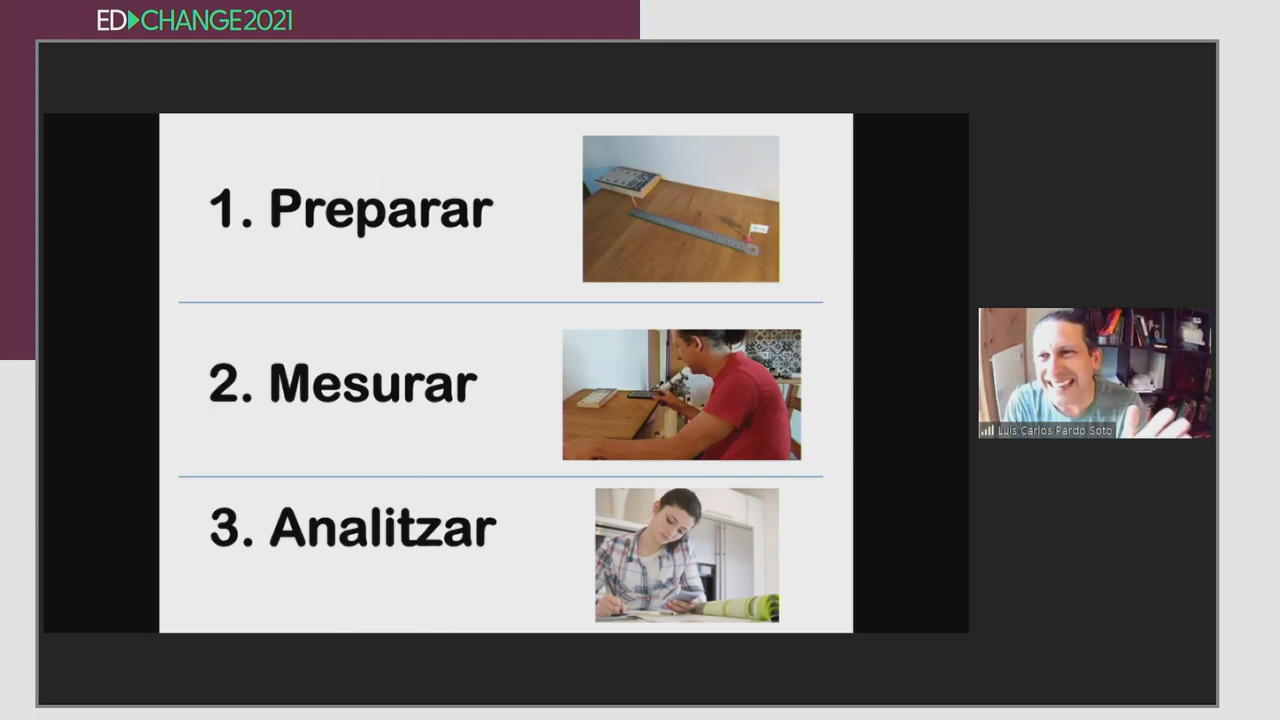 ED CHANGE2021
1. Preparar
2. Mesurar
3. Analitzar
Luis Carlos Pardo Soto